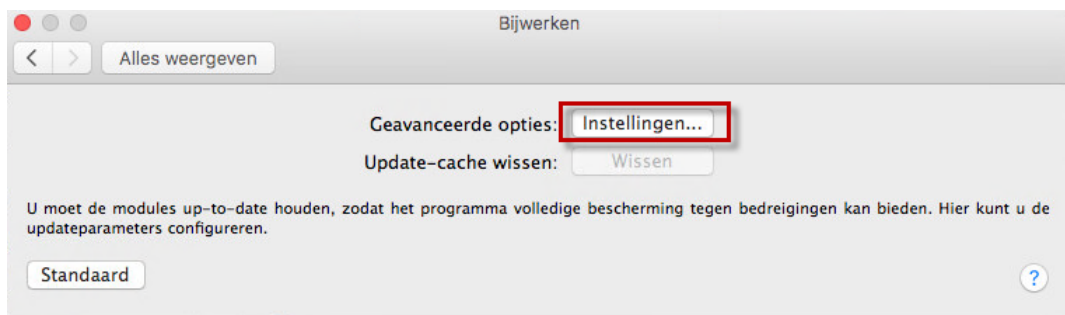 Bijwerken
Alles weergeven
Geavanceerde opties: Instellingen...
Update-cache wissen: Wissen
U moet de modules up-to-date houden, zodat het programma volledige bescherming tegen bedreigingen kan bieden. Hier kunt u de
updateparameters configureren.
Standaard ?